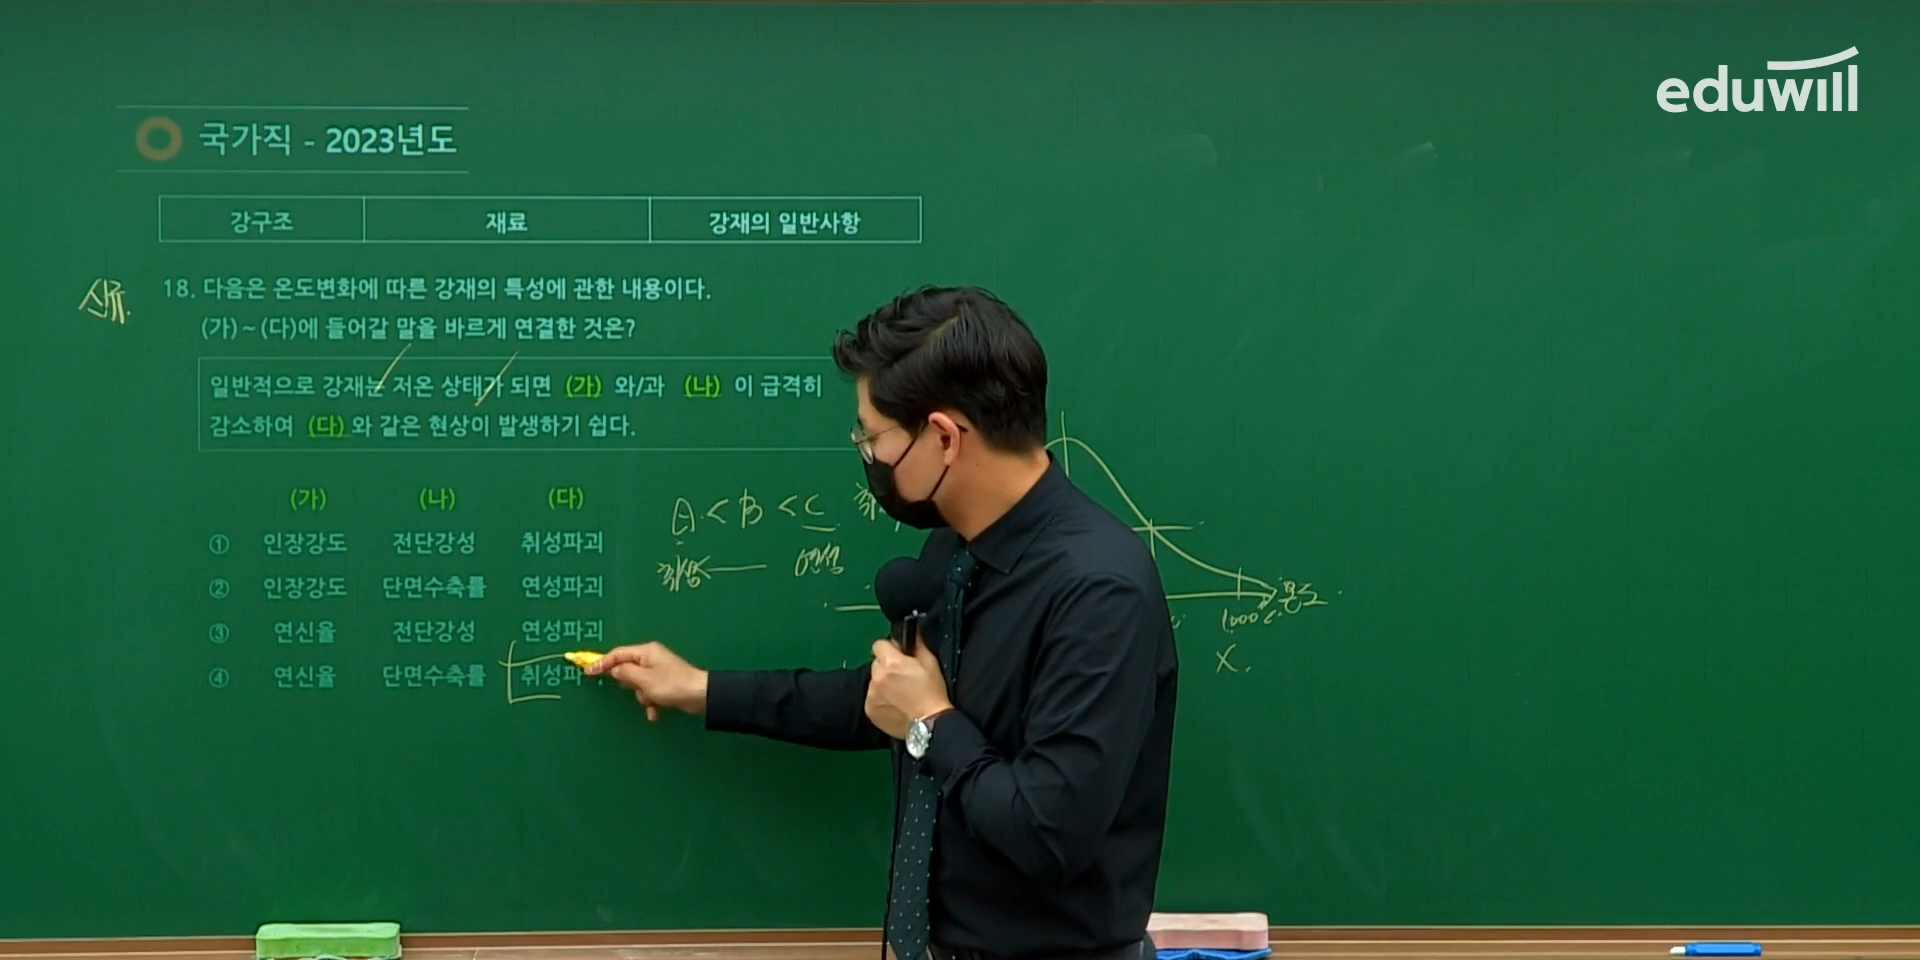 eduwill
국가직 - 2023년도
강구조 재료 강재의 일반사항
신유.
18. 다음은 온도변화에 따른 강재의 특성에 관한 내용이다.
(가)~(다)에 들어갈 말을 바르게 연결한 것은?
일반적으로 강재는 저온 상태가 되면 (가) 와/과 (나) 이 급격히
감소하여 (다) 와 같은 현상이 발생하기 쉽다.
(가) (나) (다)
① 인장강도 전단강성 취성파괴
② 인장강도 단면수축률 연성파괴
③ 연신율 전단강성 연성파괴
④ 연신율 단면수축률 취성파
A < B < C
취성 연성
온도
1,000℃
X.